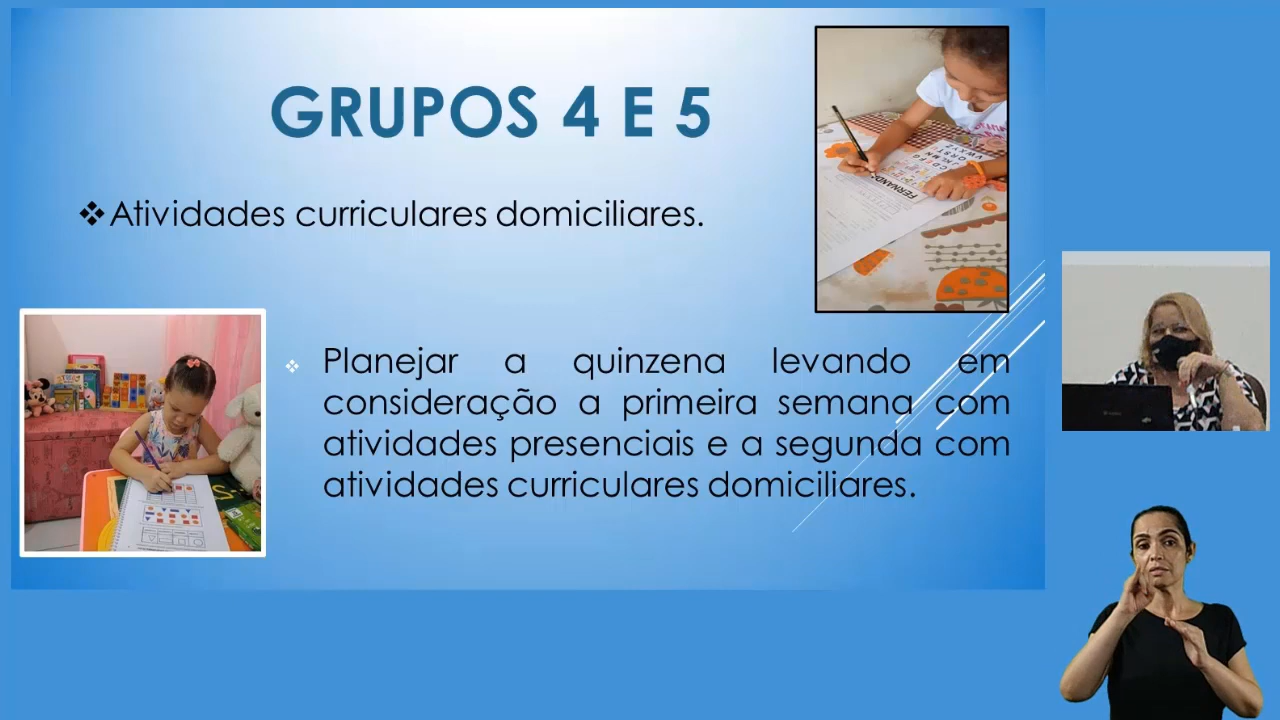 GRUPOS 4 E 5
Atividades curriculares domiciliares.
Planejar a quinzena levando em
consideração a primeira semana com
atividades presenciais e a segunda com
atividades curriculares domiciliares.
FERNANDA